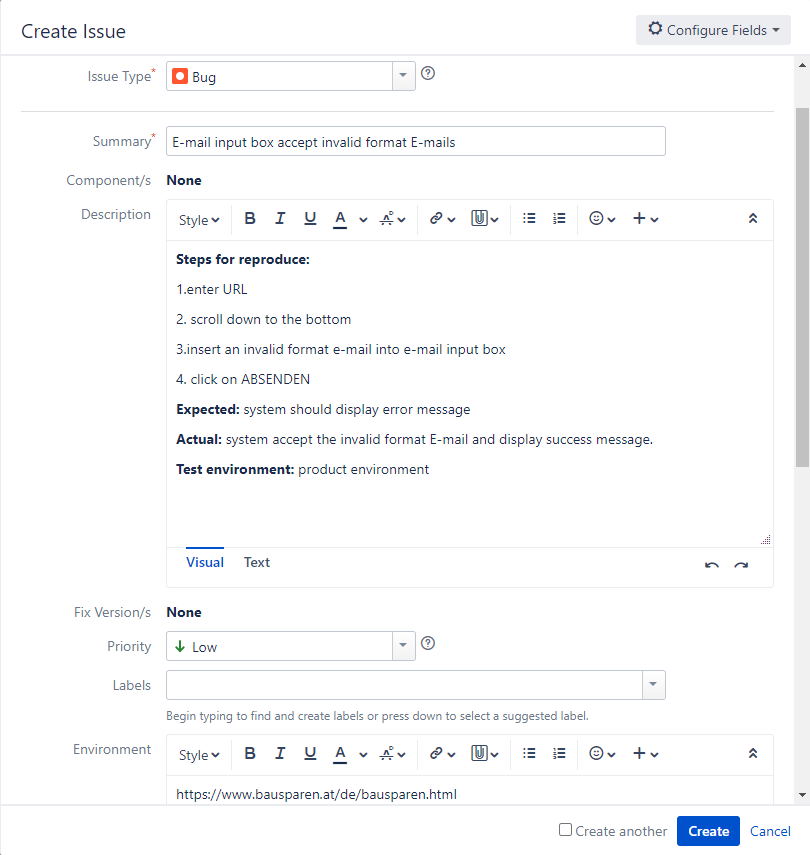 Create Issue
Configure Fields
Issue Type*
Bug
Summary*
E-mail input box accept invalid format E-mails
Component/s
None
Description
Style
B I U A
Steps for reproduce:
1.enter URL
2. scroll down to the bottom
3.insert an invalid format e-mail into e-mail input box
4. click on ABSENDEN
Expected: system should display error message
Actual: system accept the invalid format E-mail and display success message.
Test environment: product environment
Visual
Text
Fix Version/s
None
Priority
Low
Labels
Begin typing to find and create labels or press down to select a suggested label.
Environment
Style
B I U A
https://www.bausparen.at/de/bausparen.html
Create another
Create
Cancel